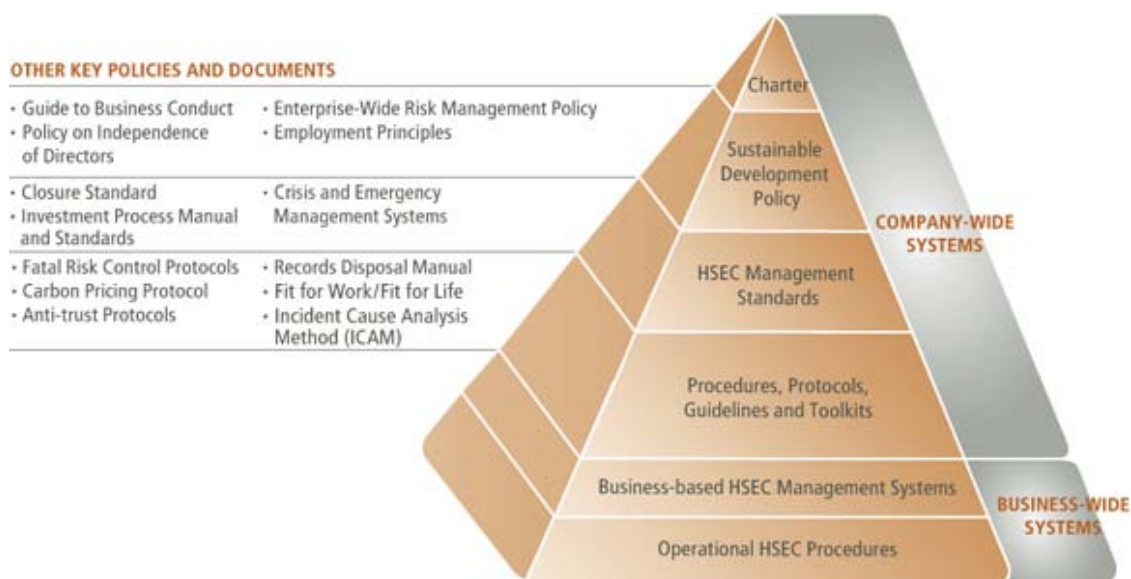 OTHER KEY POLICIES AND DOCUMENTS
• Guide to Business Conduct
• Policy on Independence
of Directors
• Enterprise-Wide Risk Management Policy
• Employment Principles
• Closure Standard
• Investment Process Manual
and Standards
• Crisis and Emergency
Management Systems
• Fatal Risk Control Protocols
• Carbon Pricing Protocol
• Anti-trust Protocols
• Records Disposal Manual
• Fit for Work/Fit for Life
• Incident Cause Analysis
Method (ICAM)
Charter
Sustainable
Development
Policy
HSEC Management
Standards
Procedures, Protocols,
Guidelines and Toolkits
Business-based HSEC Management Systems
Operational HSEC Procedures
COMPANY-WIDE
SYSTEMS
BUSINESS-WIDE
SYSTEMS